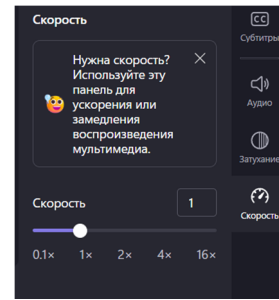 Скорость
Нужна скорость?
Используйте эту
панель для
ускорения или
замедления
воспроизведения
мультимедиа.
Скорость 1
0.1× 1× 2× 4× 16×
CC
Субтитры
Аудио
Затухание
Скорость